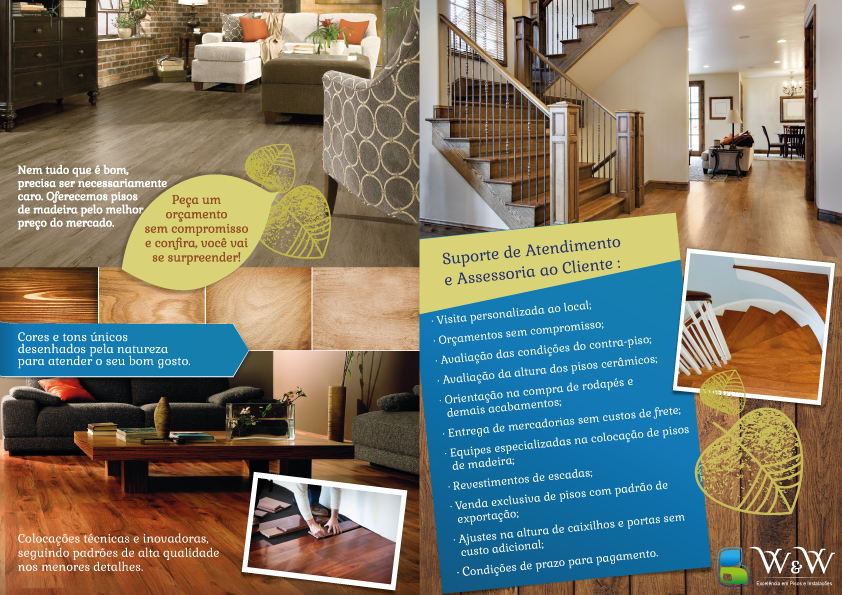 Nem tudo que é bom,
precisa ser necessariamente
caro. Oferecemos pisos
de madeira pelo melhor
preço do mercado.
Peça um
orçamento
sem compromisso
e confira, você vai
se surpreender!
Cores e tons únicos
desenhados pela natureza
para atender o seu bom gosto.
Colocações técnicas e inovadoras,
seguindo padrões de alta qualidade
nos menores detalhes.
Suporte de Atendimento
e Assessoria ao Cliente :
· Visita personalizada ao local;
· Orçamentos sem compromisso;
· Avaliação das condições do contra-piso;
· Avaliação da altura dos pisos cerâmicos;
· Orientação na compra de rodapés e
demais acabamentos;
· Entrega de mercadorias sem custos de frete;
· Equipes especializadas na colocação de pisos
de madeira;
· Revestimentos de escadas;
· Venda exclusiva de pisos com padrão de
exportação;
· Ajustes na altura de caixilhos e portas sem
custo adicional;
· Condições de prazo para pagamento.
W&W
Excelência em Pisos e Instalações